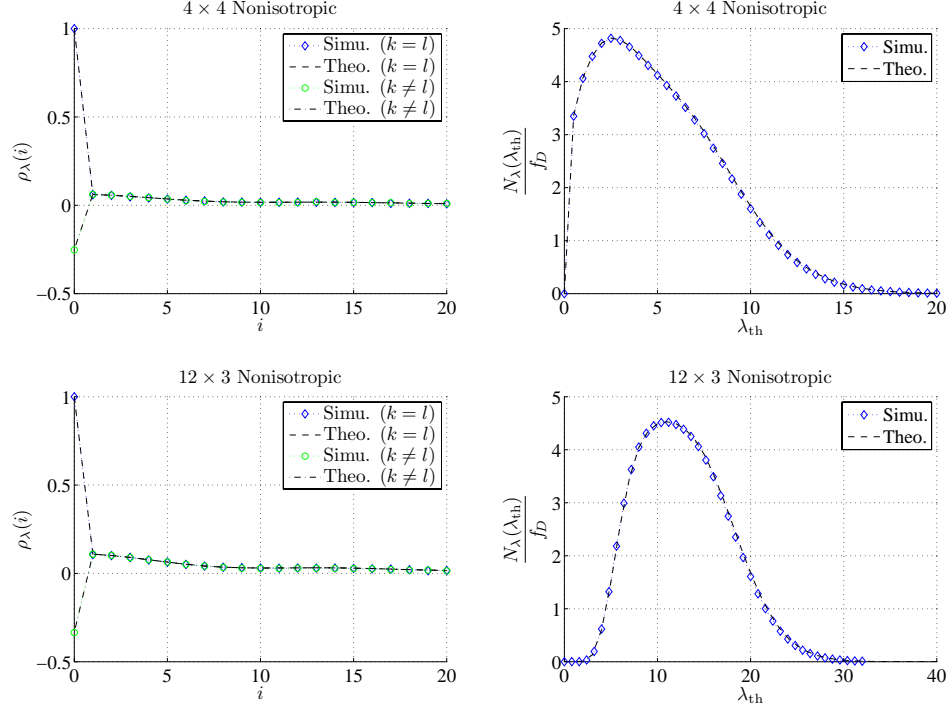 4 × 4 Nonisotropic
1
0.5
0
−0.5
ρλ(i)
0
5
10
15
20
i
Simu. (k = l)
Theo. (k = l)
Simu. (k ≠ l)
Theo. (k ≠ l)
4 × 4 Nonisotropic
5
4
3
2
1
0
Nλ(λth)
fD
0
5
10
15
20
λth
Simu.
Theo.
12 × 3 Nonisotropic
1
0.5
0
−0.5
ρλ(i)
0
5
10
15
20
i
Simu. (k = l)
Theo. (k = l)
Simu. (k ≠ l)
Theo. (k ≠ l)
12 × 3 Nonisotropic
5
4
3
2
1
0
Nλ(λth)
fD
0
10
20
30
40
λth
Simu.
Theo.